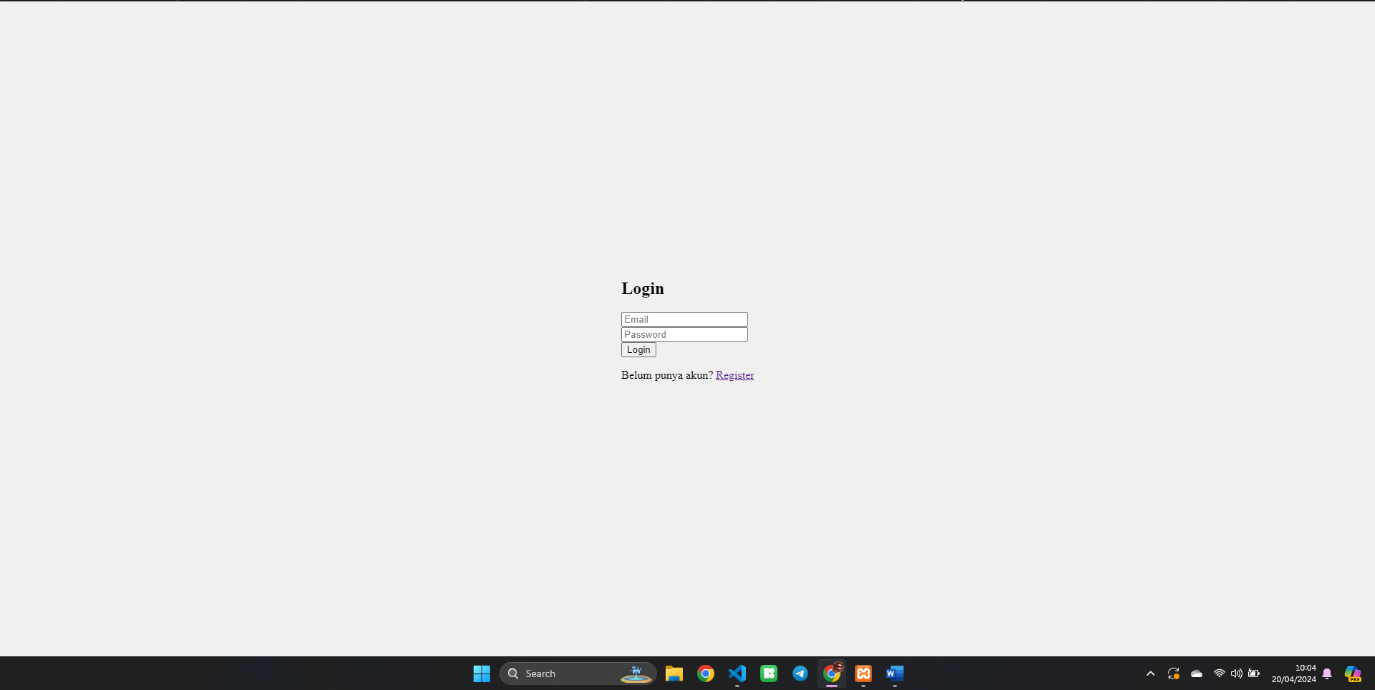 Login
Email
Password
Login
Belum punya akun? Register
Search
10:04
20/04/2024